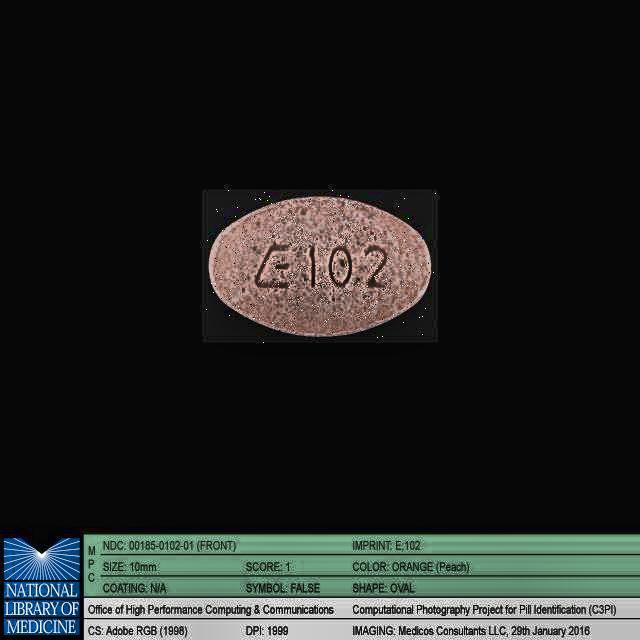 E 102
M
P
C
NDC: 00185-0102-01 (FRONT) IMPRINT: E;102
SIZE: 10mm SCORE: 1 COLOR: ORANGE (Peach)
COATING: N/A SYMBOL: FALSE SHAPE: OVAL
NATIONAL
LIBRARY OF
MEDICINE
Office of High Performance Computing & Communications Computational Photography Project for Pill Identification (C3PI)
CS: Adobe RGB (1998) DPI: 1999 IMAGING: Medicos Consultants LLC, 29th January 2016